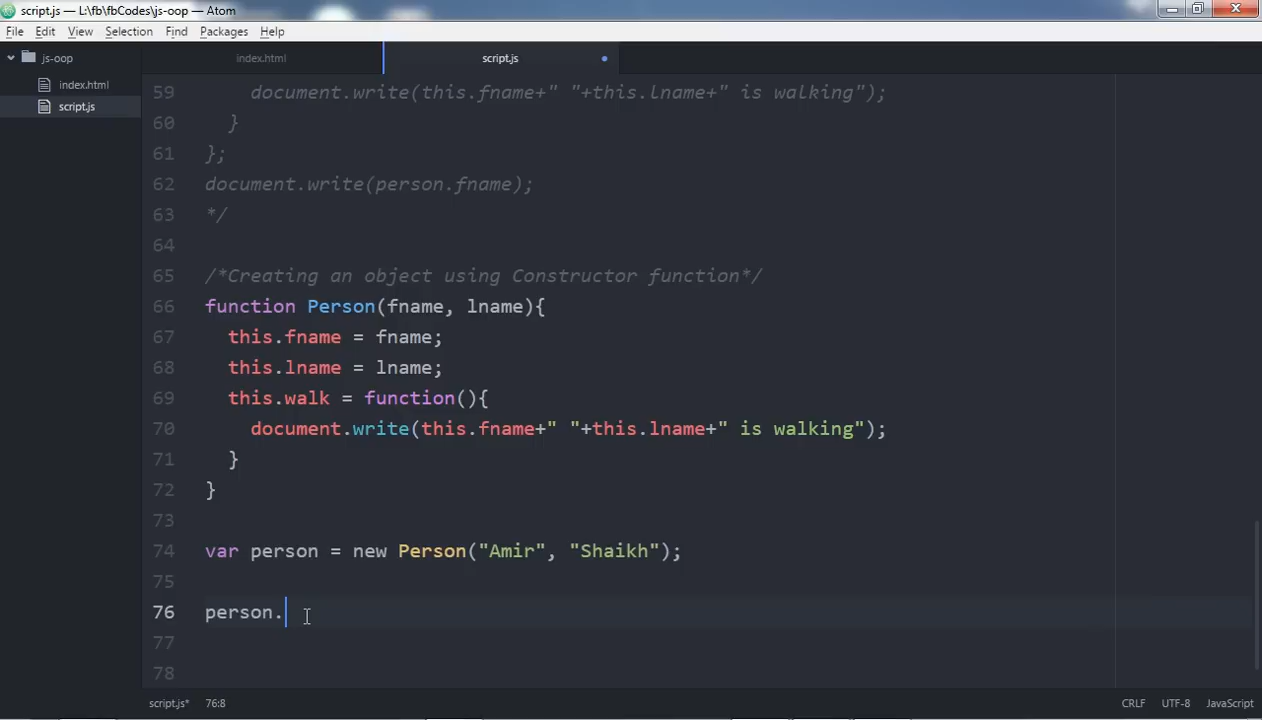 script.js — L:\fb\fbCodes\js-oop — Atom
File Edit View Selection Find Packages Help
js-oop
index.html
script.js
index.html
script.js
59 document.write(this.fname+" "+this.lname+" is walking");
60 }
61 };
62 document.write(person.fname);
63 */
64
65 /*Creating an object using Constructor function*/
66 function Person(fname, lname){
67 this.fname = fname;
68 this.lname = lname;
69 this.walk = function(){
70 document.write(this.fname+" "+this.lname+" is walking");
71 }
72 }
73
74 var person = new Person("Amir", "Shaikh");
75
76 person.
77
78
script.js* 76:8 CRLF UTF-8 JavaScript